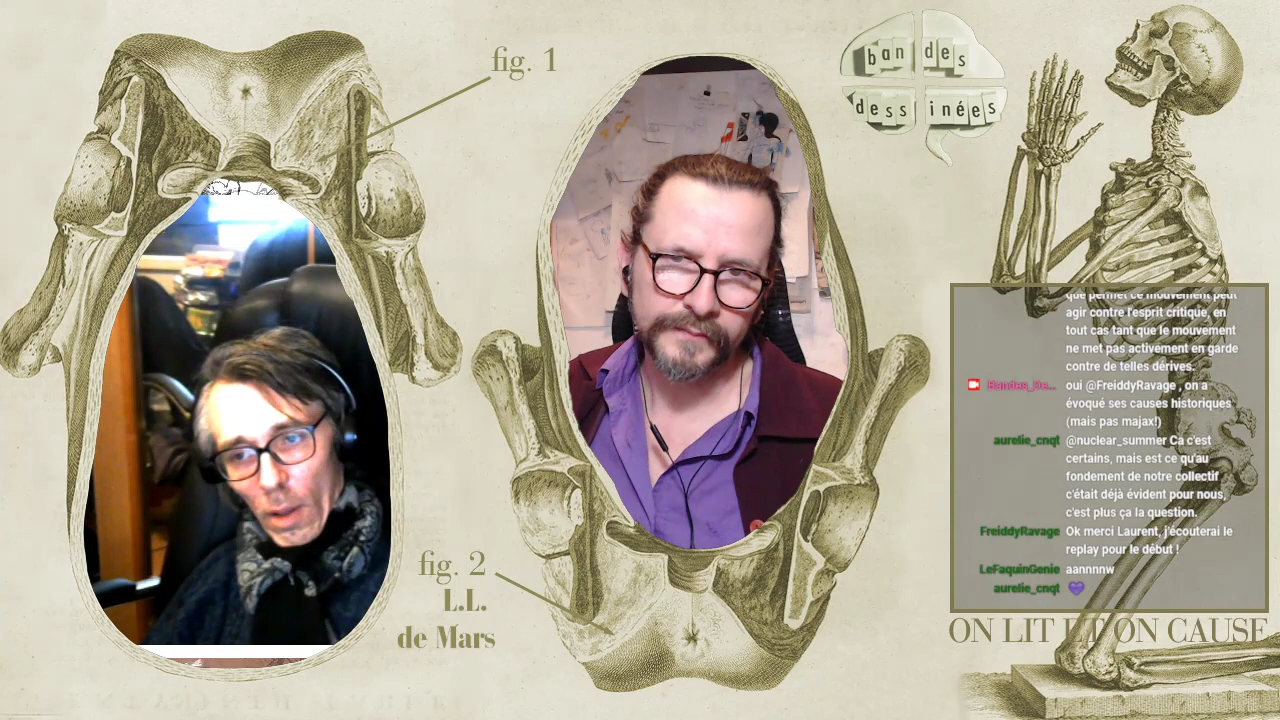 fig. 1
bandes
dessinées
fig. 2
L.L.
de Mars
que permet ce mouvement peut
agir contre l'esprit critique, en
tout cas tant que le mouvement
ne met pas activement en garde
contre de telles dérives.
Bandes_De... oui @FreiddyRavage , on a
évoqué ses causes historiques
(mais pas majax!)
aurelie_cnqt @nuclear_summer Ca c'est
certains, mais est ce qu'au
fondement de notre collectif
c'était déjà évident pour nous,
c'est plus ça la question.
FreiddyRavage Ok merci Laurent, j'écouterai le
replay pour le début !
LeFaquinGenie aannnnw
aurelie_cnqt 💜
ON LIT ET ON CAUSE